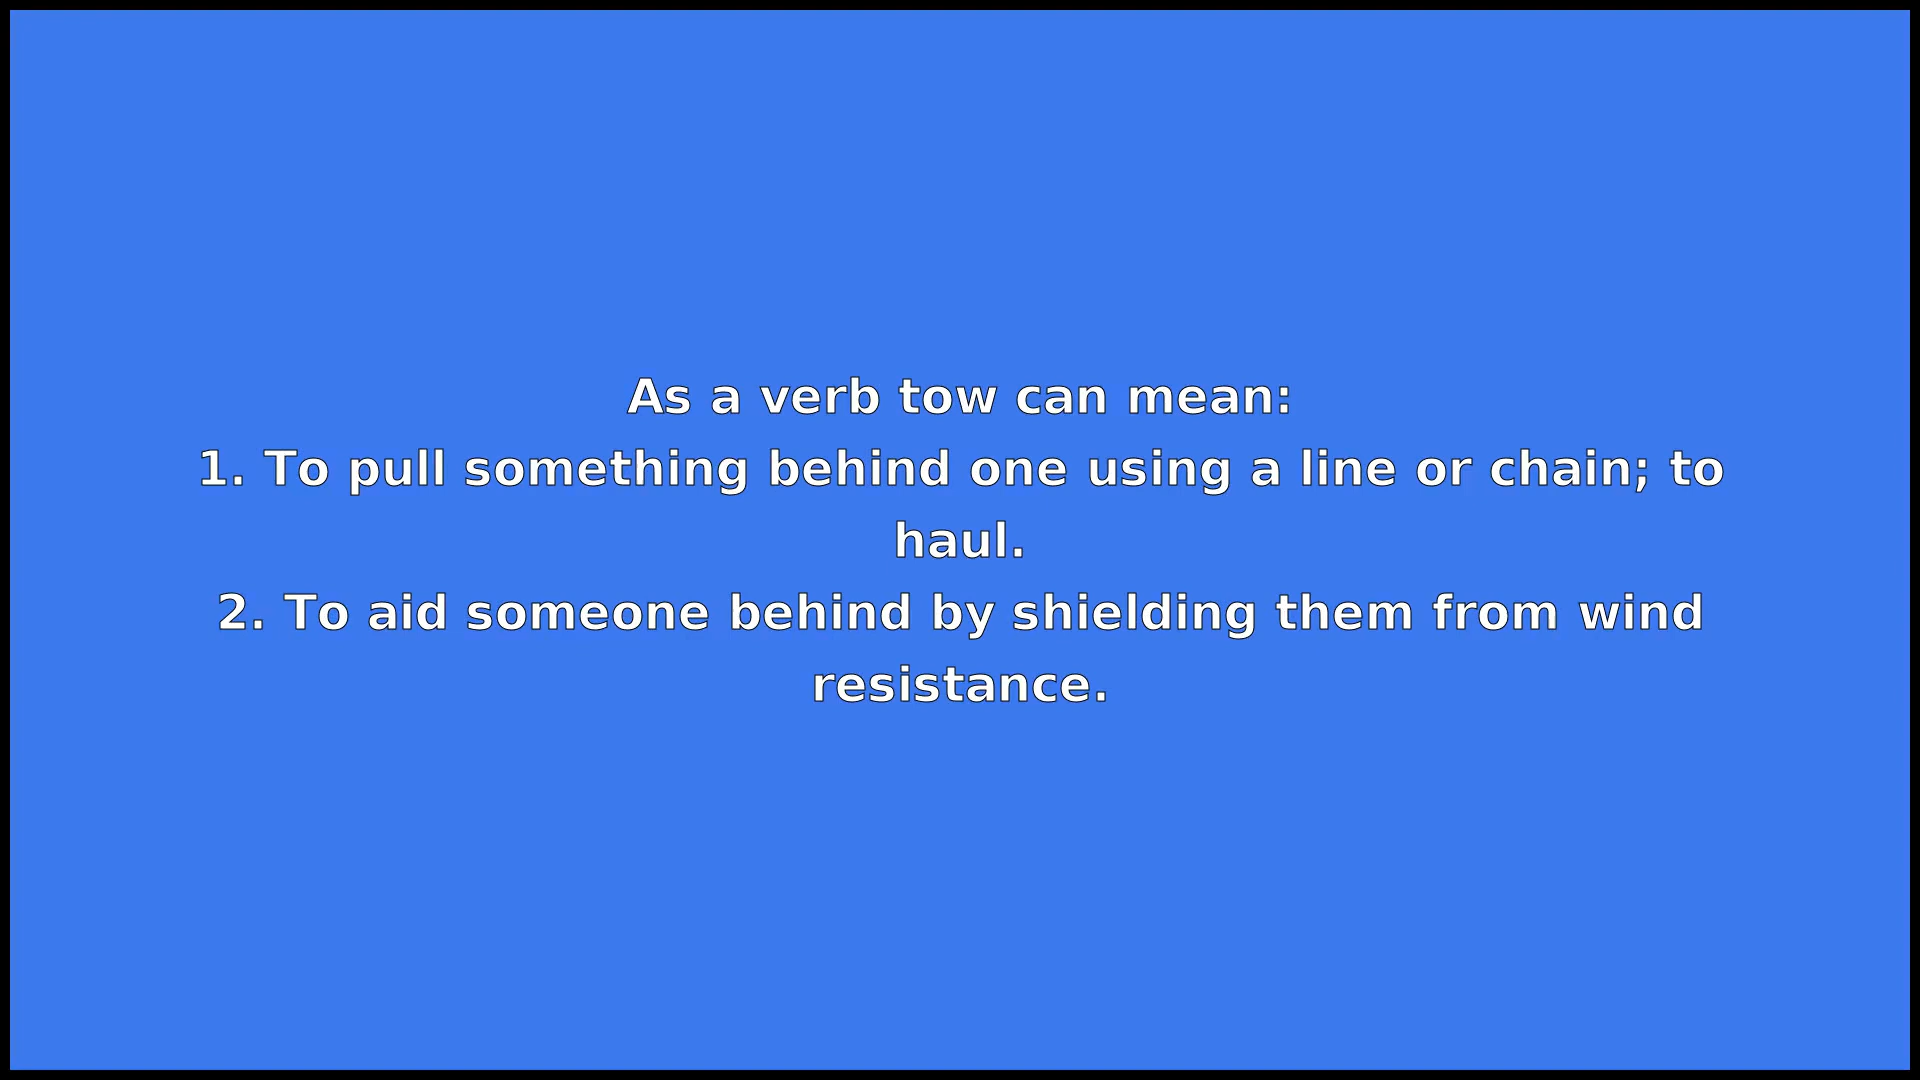 As a verb tow can mean:
1. To pull something behind one using a line or chain; to
haul.
2. To aid someone behind by shielding them from wind
resistance.